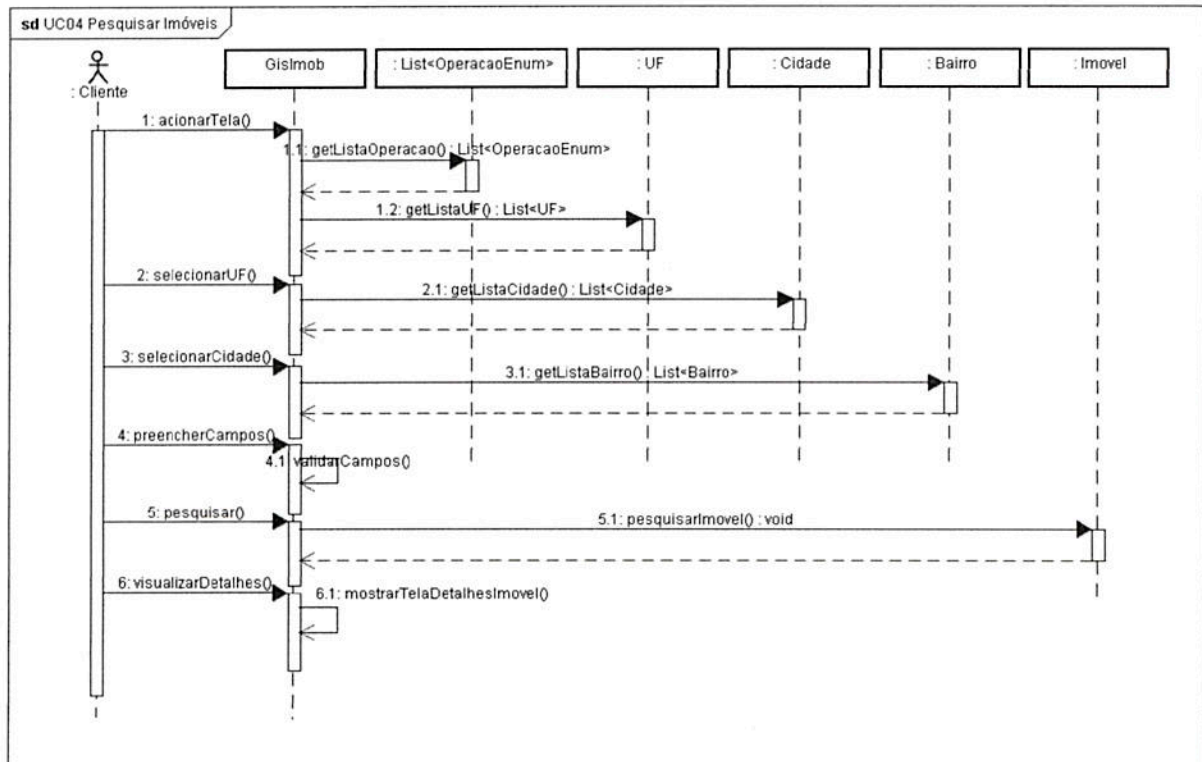 sd UC04 Pesquisar Imóveis
: Cliente
GisImob
: List<OperacaoEnum>
: UF
: Cidade
: Bairro
: Imovel
1: acionarTela()
1.1: getListaOperacao() : List<OperacaoEnum>
1.2: getListaUF() : List<UF>
2: selecionarUF()
2.1: getListaCidade() : List<Cidade>
3: selecionarCidade()
3.1: getListaBairro() : List<Bairro>
4: preencherCampos()
4.1: validarCampos()
5: pesquisar()
5.1: pesquisarImovel() : void
6: visualizarDetalhes()
6.1: mostrarTelaDetalhesImovel()